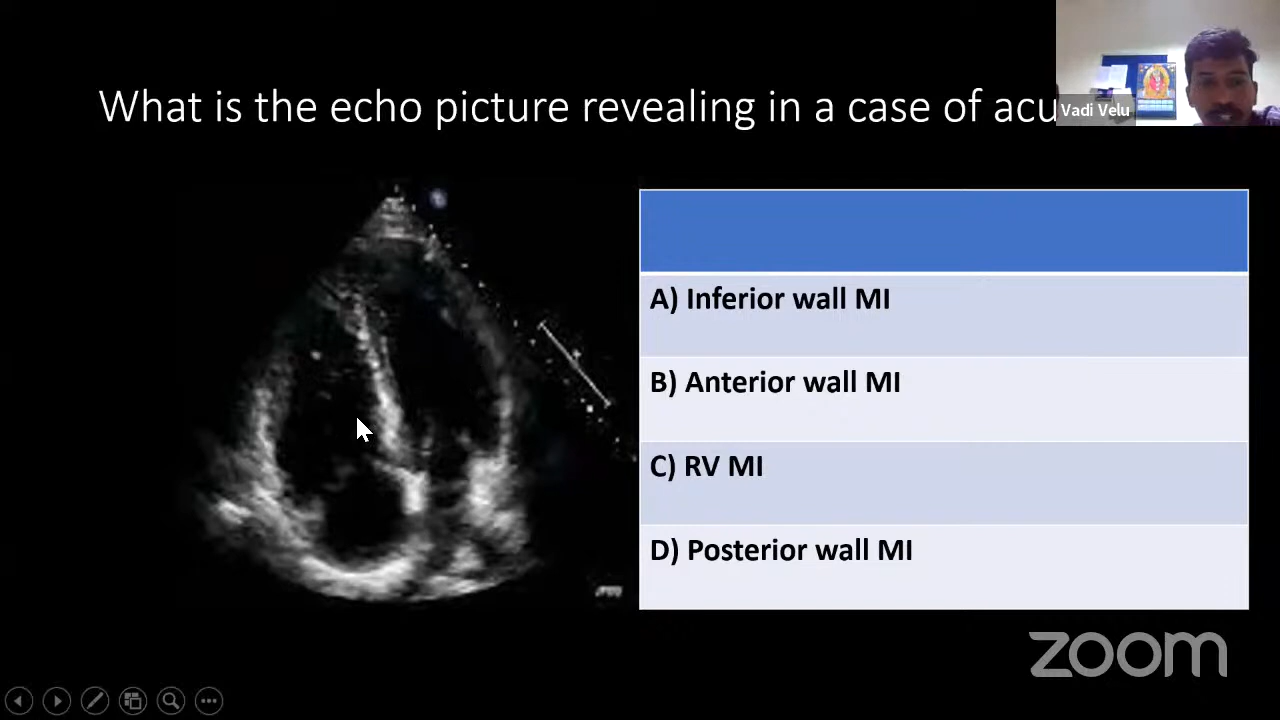 What is the echo picture revealing in a case of acu
Vadi Velu
A) Inferior wall MI
B) Anterior wall MI
C) RV MI
D) Posterior wall MI
zoom